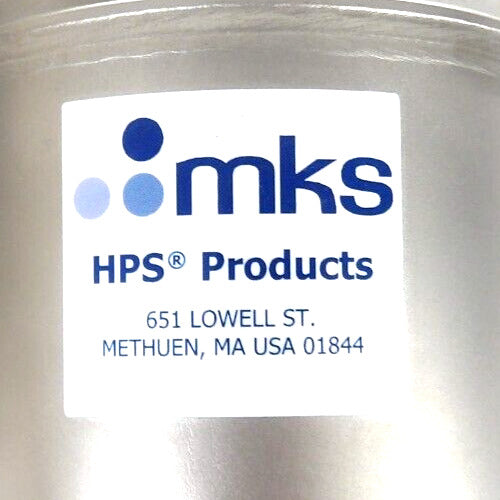 mks
HPS® Products
651 LOWELL ST.
METHUEN, MA USA 01844